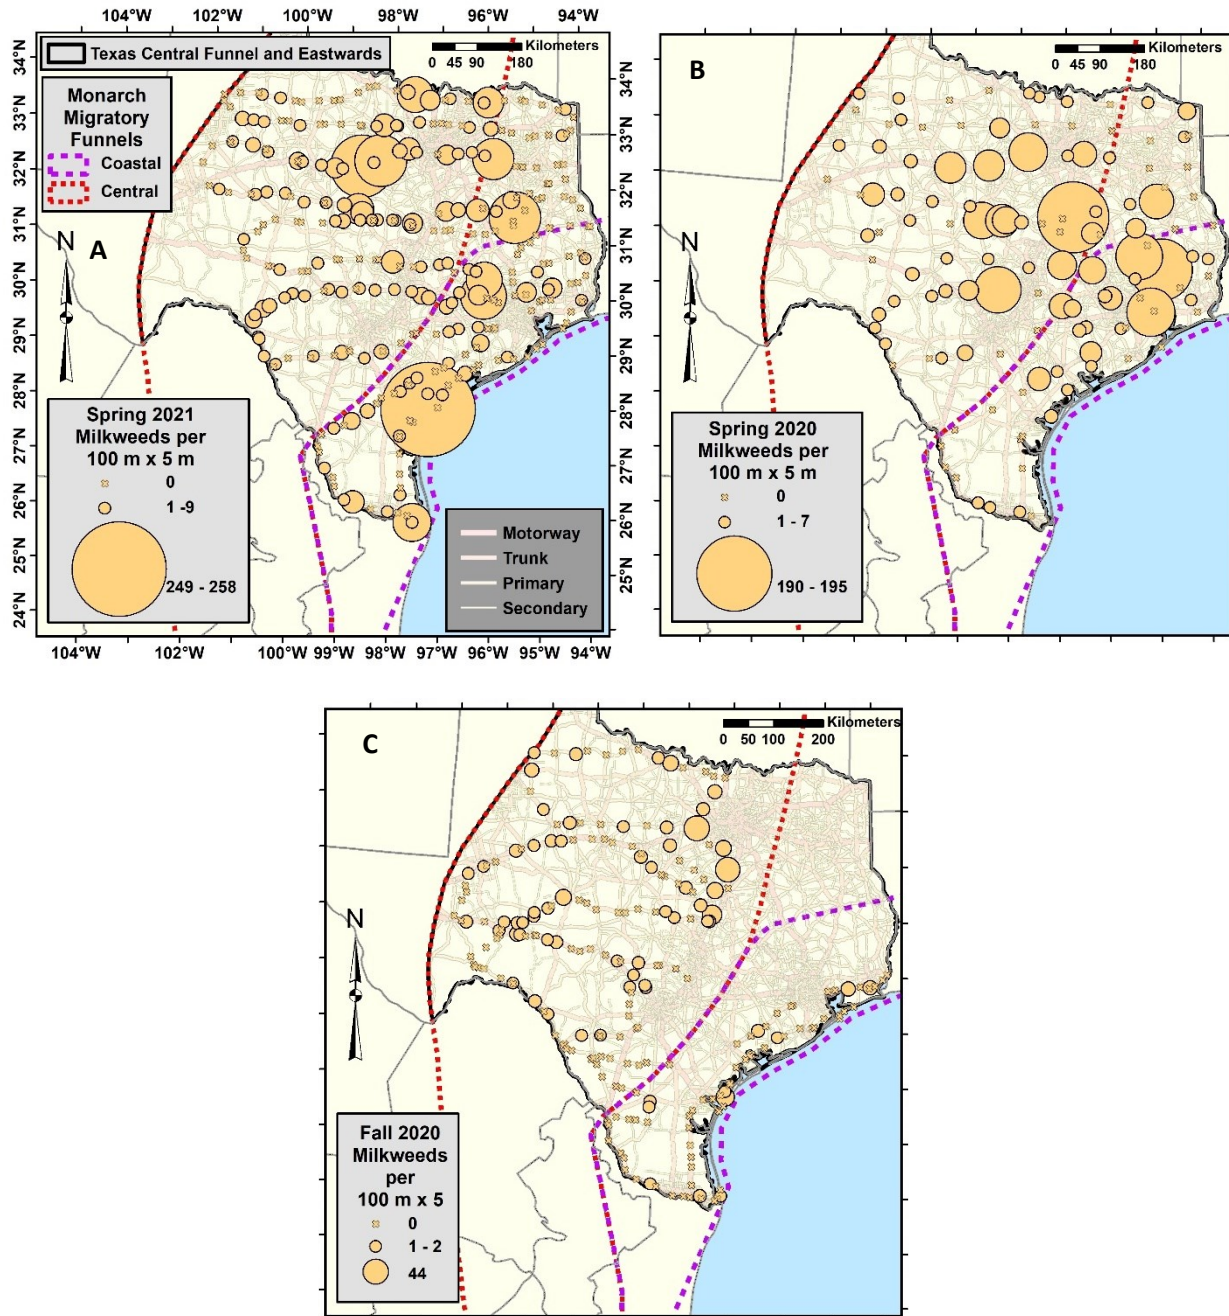 104°W 102°W 100°W 98°W 96°W 94°W
Texas Central Funnel and Eastwards
Kilometers
0 45 90 180
Monarch
Migratory
Funnels
Coastal
Central
34°N
33°N
32°N
31°N
30°N
29°N
28°N
27°N
26°N
25°N
24°N
N
A
34°N
33°N
32°N
31°N
30°N
29°N
28°N
27°N
26°N
25°N
Spring 2021
Milkweeds per
100 m x 5 m
0
1 -9
249 - 258
Motorway
Trunk
Primary
Secondary
104°W 102°W 100°W 99°W 98°W 97°W 96°W 95°W 94°W
B
Kilometers
0 45 90 180
N
Spring 2020
Milkweeds per
100 m x 5 m
0
1 - 7
190 - 195
C
Kilometers
0 50 100 200
N
Fall 2020
Milkweeds
per
100 m x 5
0
1 - 2
44